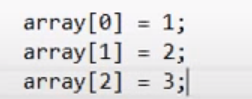 array[0] = 1;
array[1] = 2;
array[2] = 3;